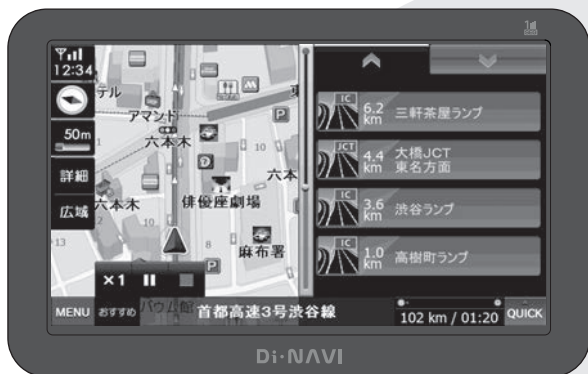 12:34
50m
詳細
広域
テル
アマンド
六本木
六本
俳優座劇場
六本木
麻布署
10
10
8
13
P
P
×1
MENU
おすすめ
バウム館
首都高速3号渋谷線
IC
6.2 km
三軒茶屋ランプ
JCT
4.4 km
大橋JCT
東名方面
IC
3.6 km
渋谷ランプ
IC
1.0 km
高樹町ランプ
102 km / 01:20
QUICK
Di·NAVI